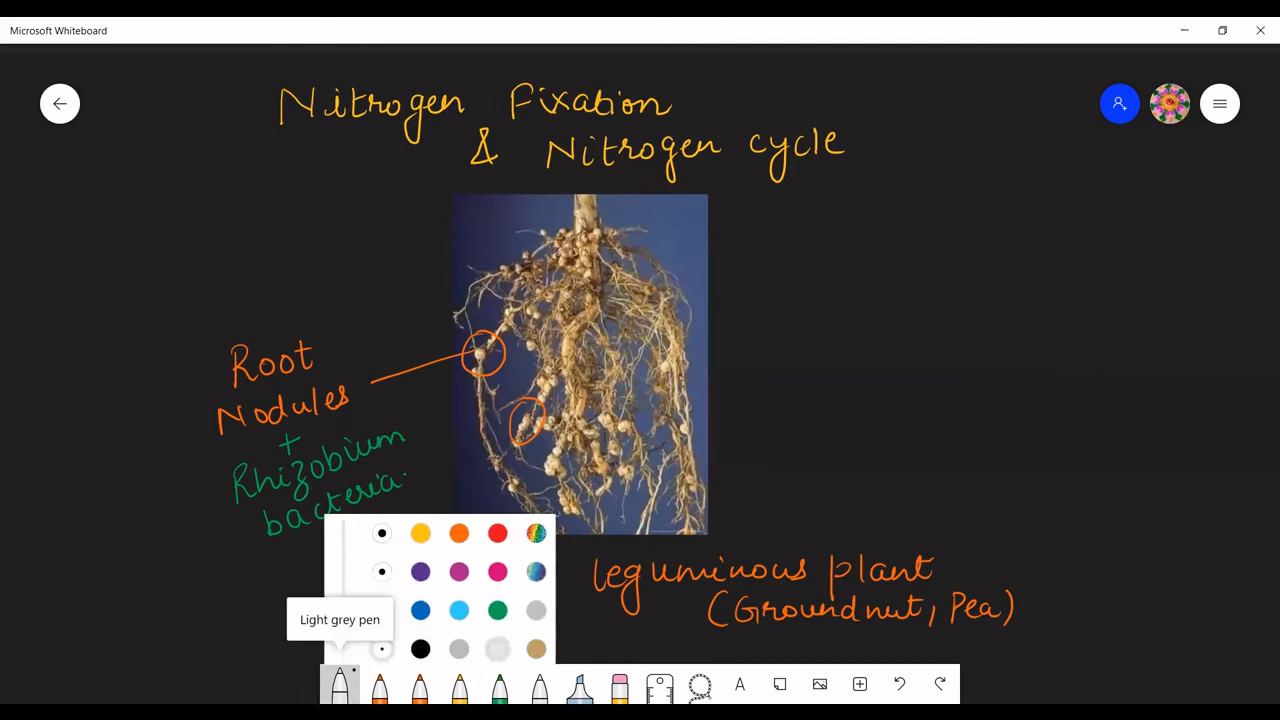 Microsoft Whiteboard
Nitrogen Fixation
& Nitrogen cycle
Root
Nodules
+
Rhizobium
bacteria.
leguminous plant
(Groundnut, Pea)
Light grey pen
A